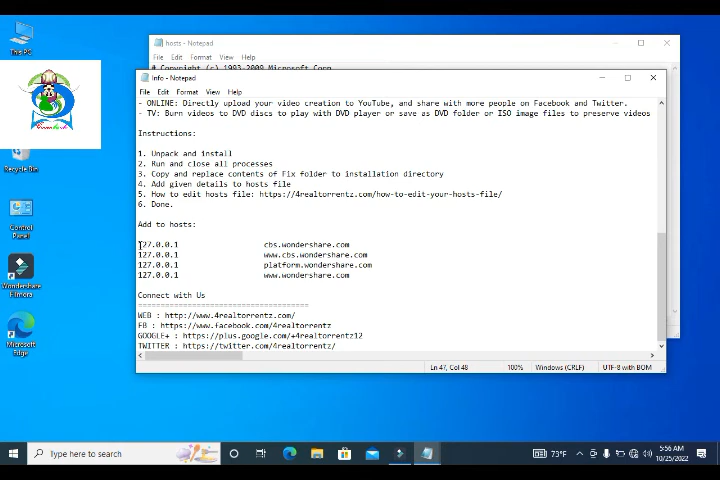 This PC
hosts - Notepad
File Edit Format View Help
# Copyright (c) 1993-2009 Microsoft Corp
Info - Notepad
File Edit Format View Help
- ONLINE: Directly upload your video creation to YouTube, and share with more people on Facebook and Twitter.
- TV: Burn videos to DVD discs to play with DVD player or save as DVD folder or ISO image files to preserve videos
Instructions:
1. Unpack and install
2. Run and close all processes
3. Copy and replace contents of Fix folder to installation directory
4. Add given details to hosts file
5. How to edit hosts file: https://4realtorrentz.com/how-to-edit-your-hosts-file/
6. Done.
Add to hosts:
127.0.0.1 cbs.wondershare.com
127.0.0.1 www.cbs.wondershare.com
127.0.0.1 platform.wondershare.com
127.0.0.1 www.wondershare.com
Connect with Us
======================================
WEB : http://www.4realtorrentz.com/
FB : https://www.facebook.com/4realtorrentz
GOOGLE+ : https://plus.google.com/+4realtorrentz12
TWITTER : https://twitter.com/4realtorrentz/
Ln 47, Col 48 100% Windows (CRLF) UTF-8 with BOM
Recycle Bin
Control
Panel
Wondershare
Filmora
Microsoft
Edge
Type here to search
73°F
5:56 AM
10/25/2022